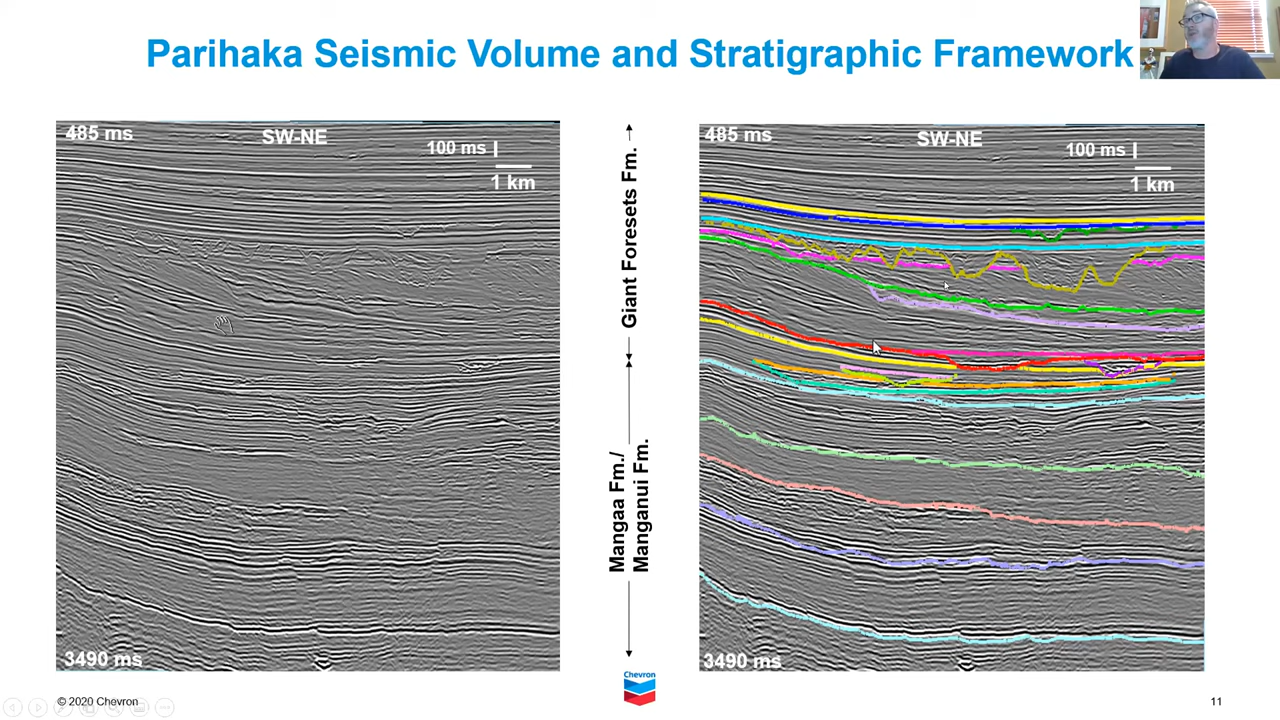 Parihaka Seismic Volume and Stratigraphic Framework
485 ms
SW-NE
100 ms
1 km
3490 ms
Giant Foresets Fm.
Mangaa Fm./
Manganui Fm.
485 ms
SW-NE
100 ms
1 km
3490 ms
Chevron
© 2020 Chevron
11